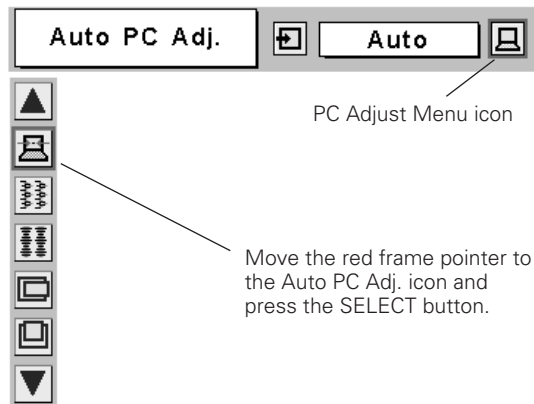 Auto PC Adj.
Auto
PC Adjust Menu icon
Move the red frame pointer to
the Auto PC Adj. icon and
press the SELECT button.